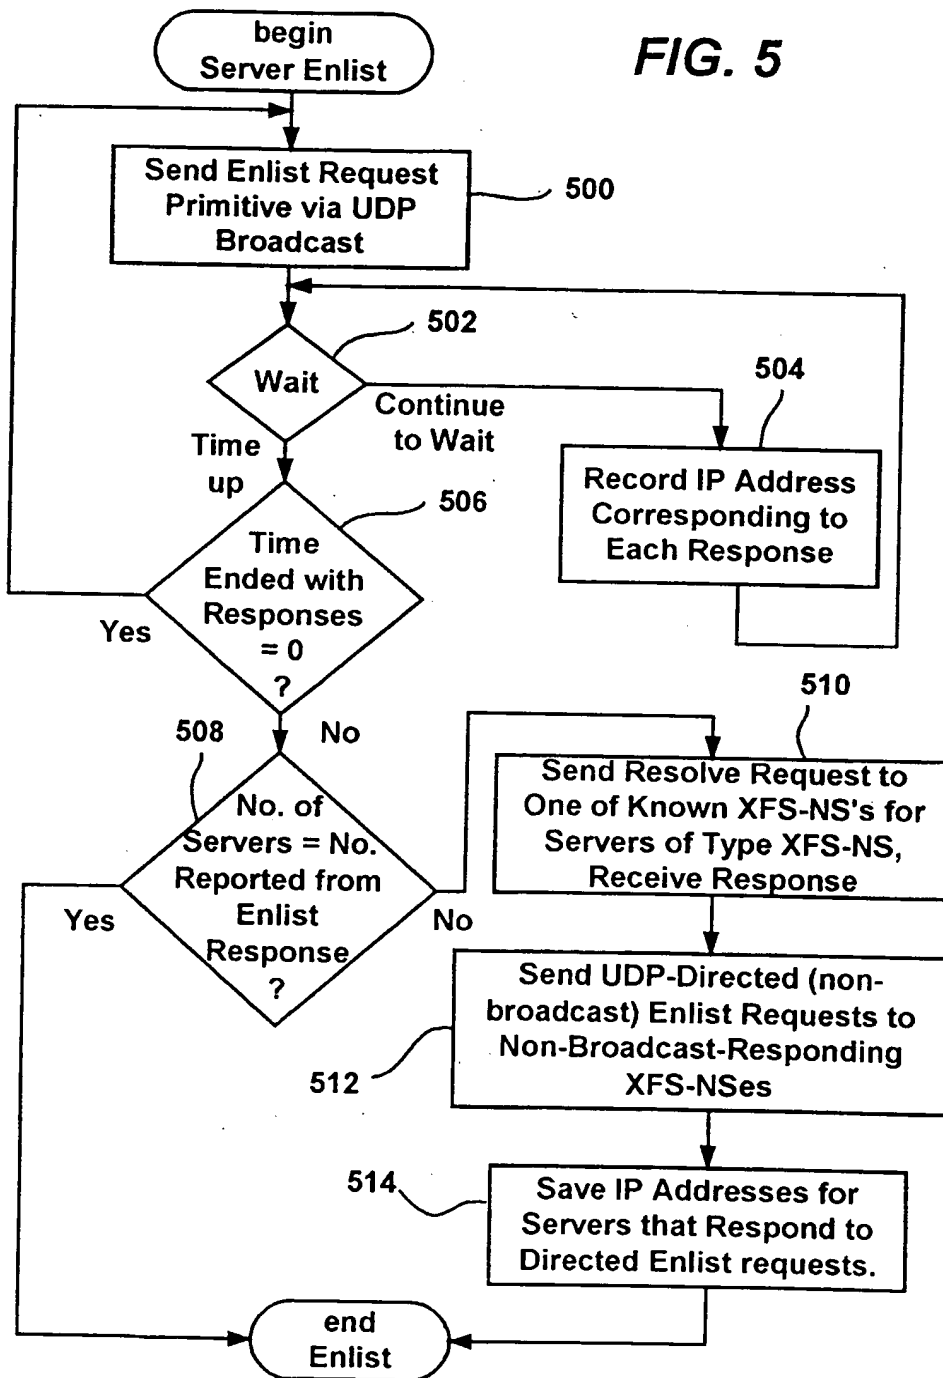 begin
Server Enlist
FIG. 5
Send Enlist Request
Primitive via UDP
Broadcast
500
502
Wait
Continue
to Wait
504
Record IP Address
Corresponding to
Each Response
Time
up
506
Time
Ended with
Responses
= 0
?
Yes
No
508
No. of
Servers = No.
Reported from
Enlist
Response
?
Yes
No
510
Send Resolve Request to
One of Known XFS-NS's for
Servers of Type XFS-NS,
Receive Response
Send UDP-Directed (non-
broadcast) Enlist Requests to
Non-Broadcast-Responding
XFS-NSes
512
514
Save IP Addresses for
Servers that Respond to
Directed Enlist requests.
end
Enlist